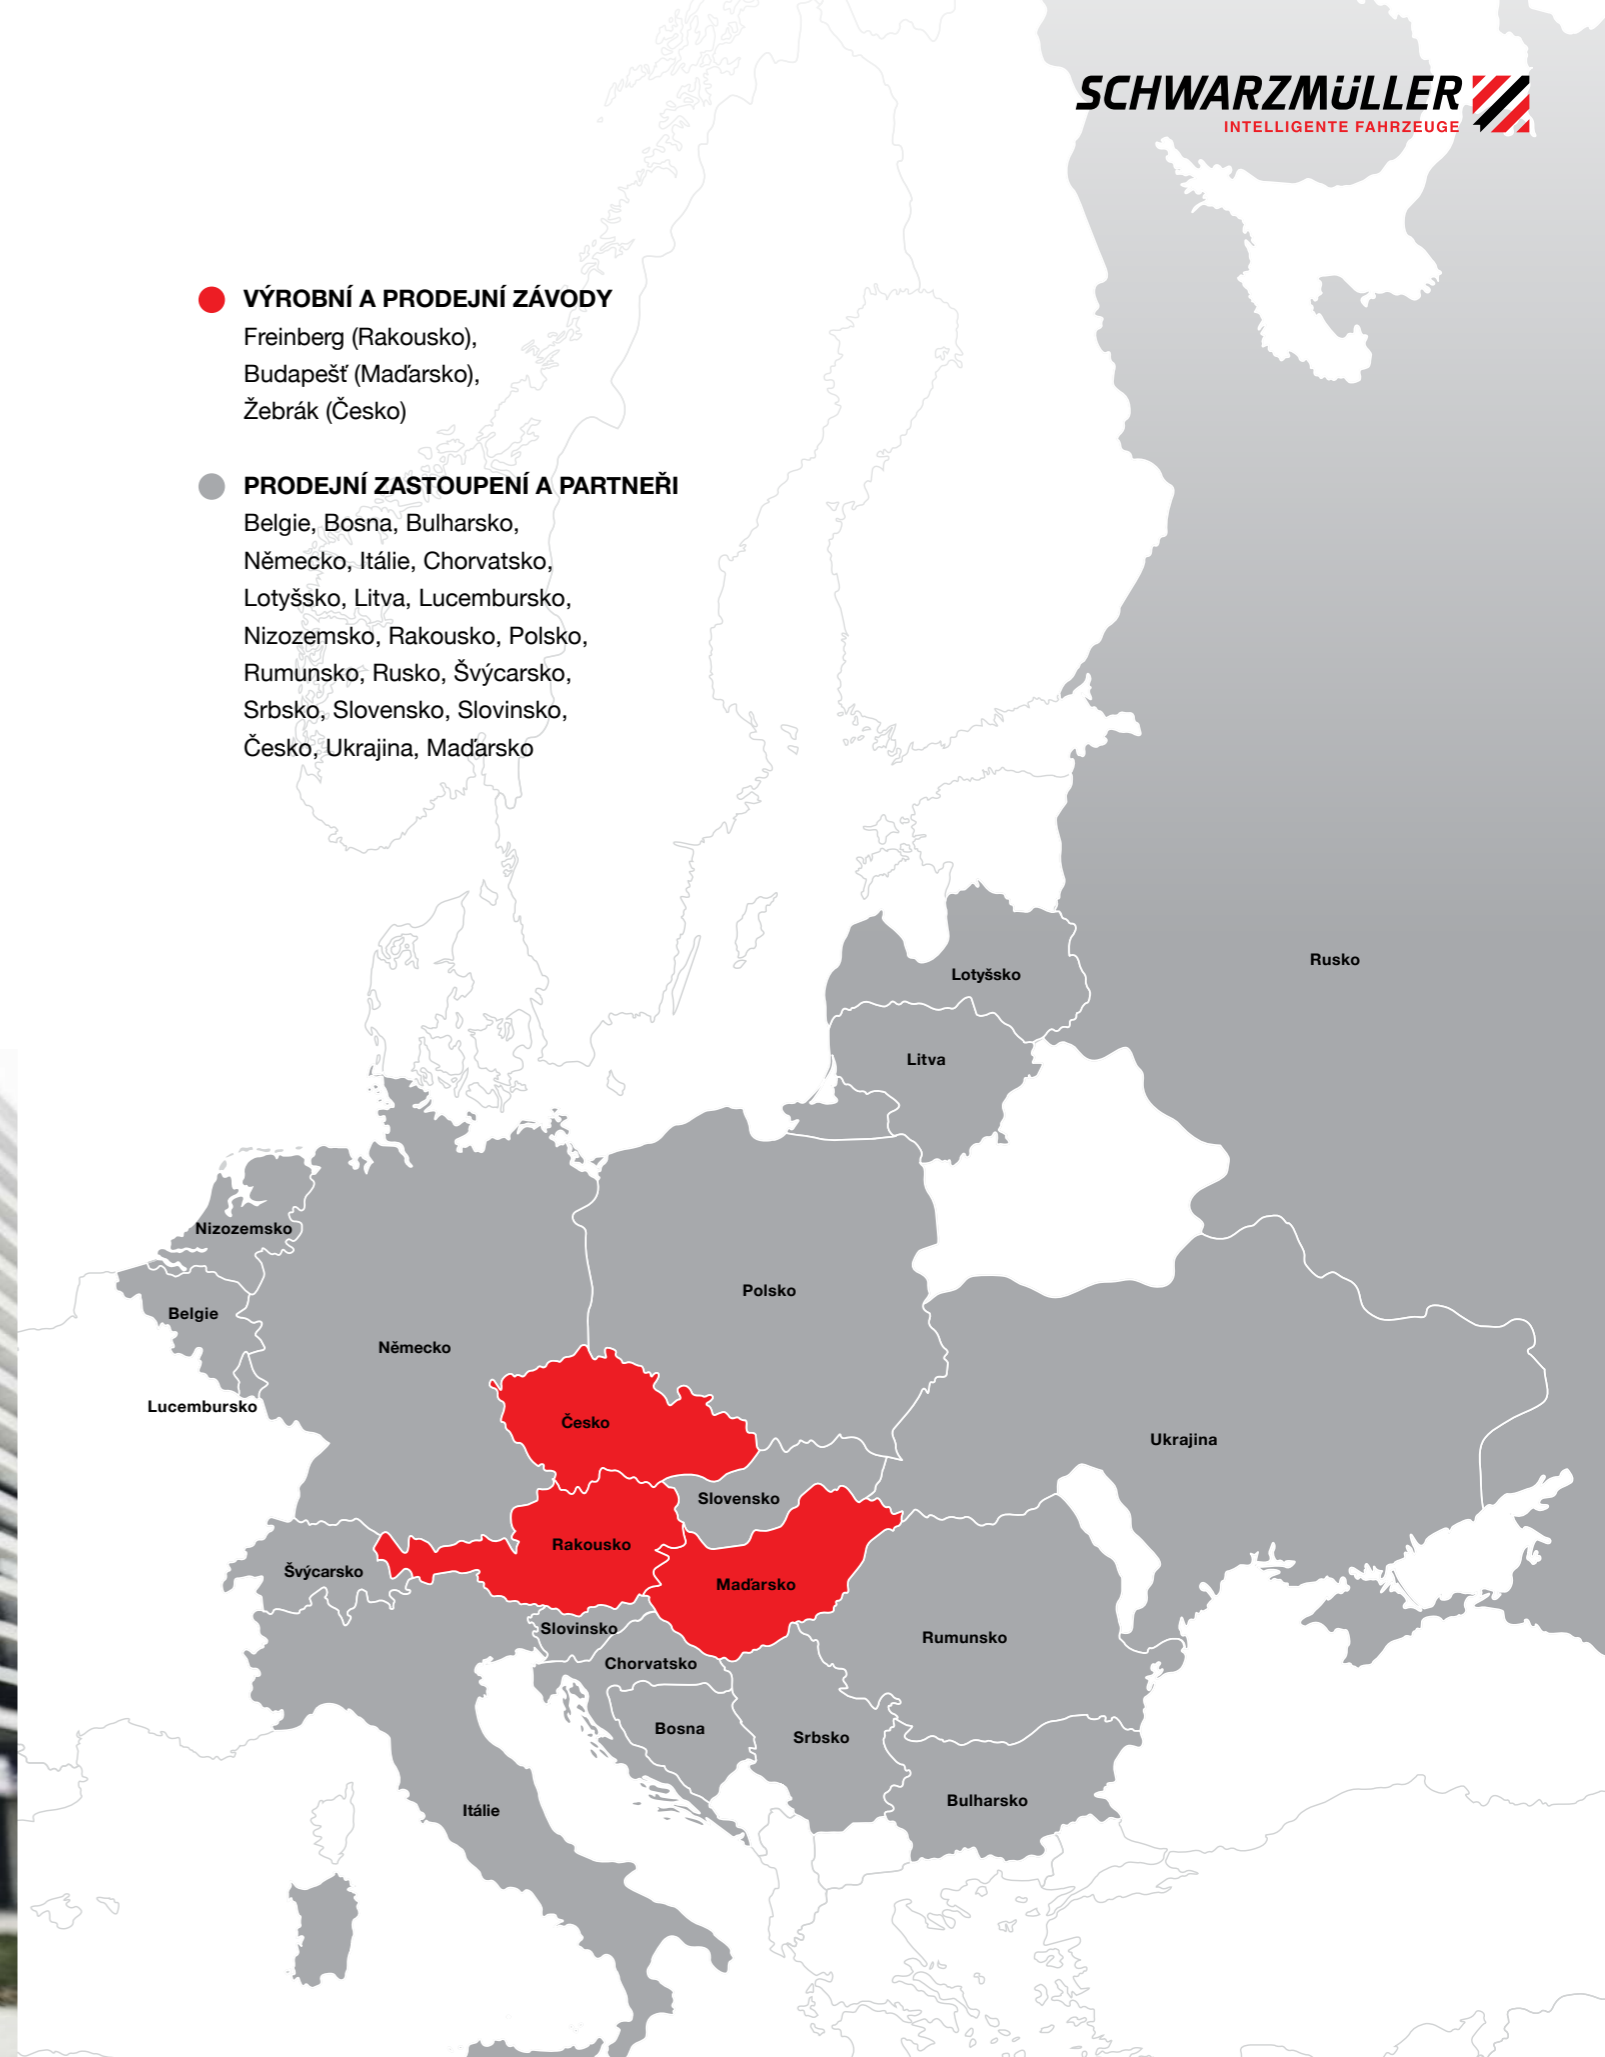 SCHWARZMÜLLER
INTELLIGENTE FAHRZEUGE
VÝROBNÍ A PRODEJNÍ ZÁVODY
Freinberg (Rakousko),
Budapešť (Maďarsko),
Žebrák (Česko)
PRODEJNÍ ZASTOUPENÍ A PARTNEŘI
Belgie, Bosna, Bulharsko,
Německo, Itálie, Chorvatsko,
Lotyšsko, Litva, Lucembursko,
Nizozemsko, Rakousko, Polsko,
Rumunsko, Rusko, Švýcarsko,
Srbsko, Slovensko, Slovinsko,
Česko, Ukrajina, Maďarsko
Rusko
Lotyšsko
Litva
Nizozemsko
Polsko
Belgie
Německo
Lucembursko
Česko
Ukrajina
Slovensko
Rakousko
Švýcarsko
Maďarsko
Slovinsko
Rumunsko
Chorvatsko
Bosna
Srbsko
Bulharsko
Itálie